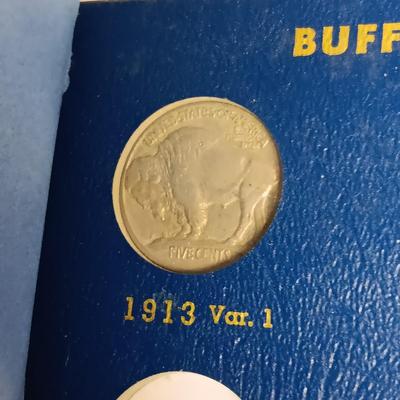 BUFF
UNITED STATES OF AMERICA
FIVE CENTS
1913 Var. 1